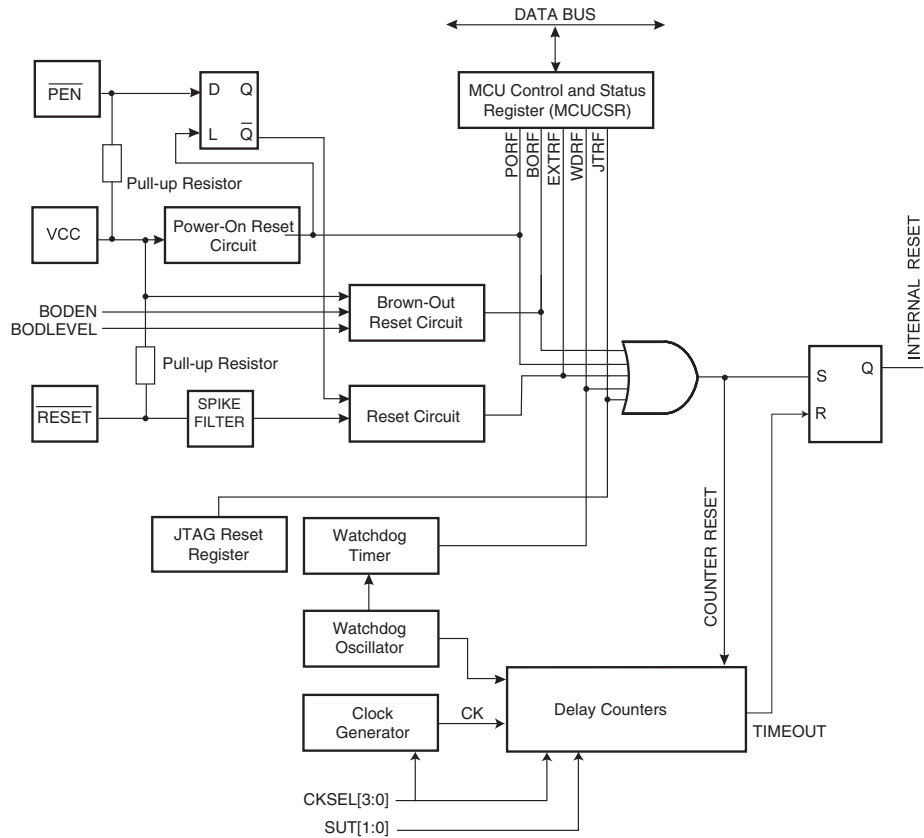 DATA BUS
PEN
D Q
L Q
MCU Control and Status
Register (MCUCSR)
PORF
BORF
EXTRF
WDRF
JTRF
Pull-up Resistor
VCC
Power-On Reset
Circuit
BODEN
BODLEVEL
Brown-Out
Reset Circuit
Pull-up Resistor
RESET
SPIKE
FILTER
Reset Circuit
INTERNAL RESET
S Q
R
JTAG Reset
Register
Watchdog
Timer
COUNTER RESET
Watchdog
Oscillator
Clock
Generator
CK
Delay Counters
TIMEOUT
CKSEL[3:0]
SUT[1:0]